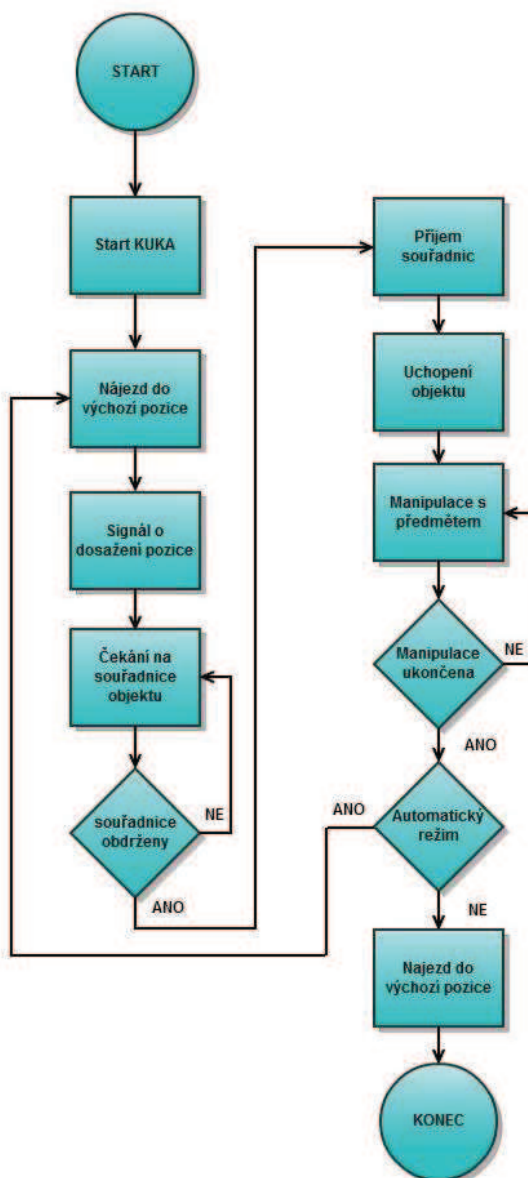 START
Start KUKA
Nájezd do
výchozí pozice
Signál o
dosažení pozice
Čekání na
souřadnice
objektu
souřadnice
obdrženy
NE
ANO
Příjem
souřadnic
Uchopení
objektu
Manipulace s
předmětem
Manipulace
ukončena
NE
ANO
Automatický
režim
ANO
NE
Najezd do
výchozí pozice
KONEC